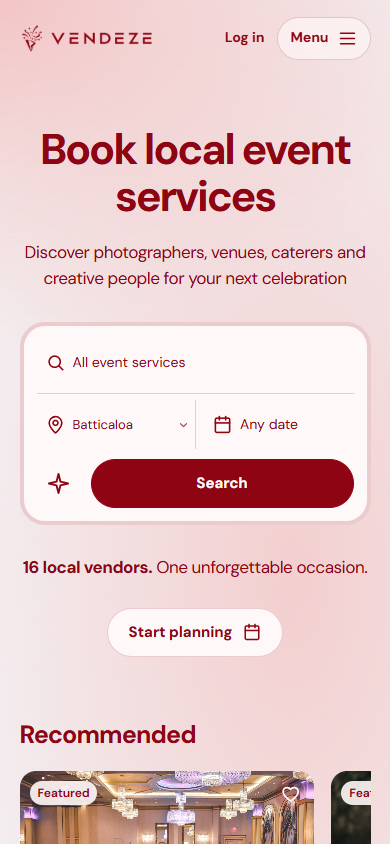 VENDEZE
Log in
Menu
Book local event
services
Discover photographers, venues, caterers and
creative people for your next celebration
All event services
Batticaloa
Any date
Search
16 local vendors. One unforgettable occasion.
Start planning
Recommended
Featured